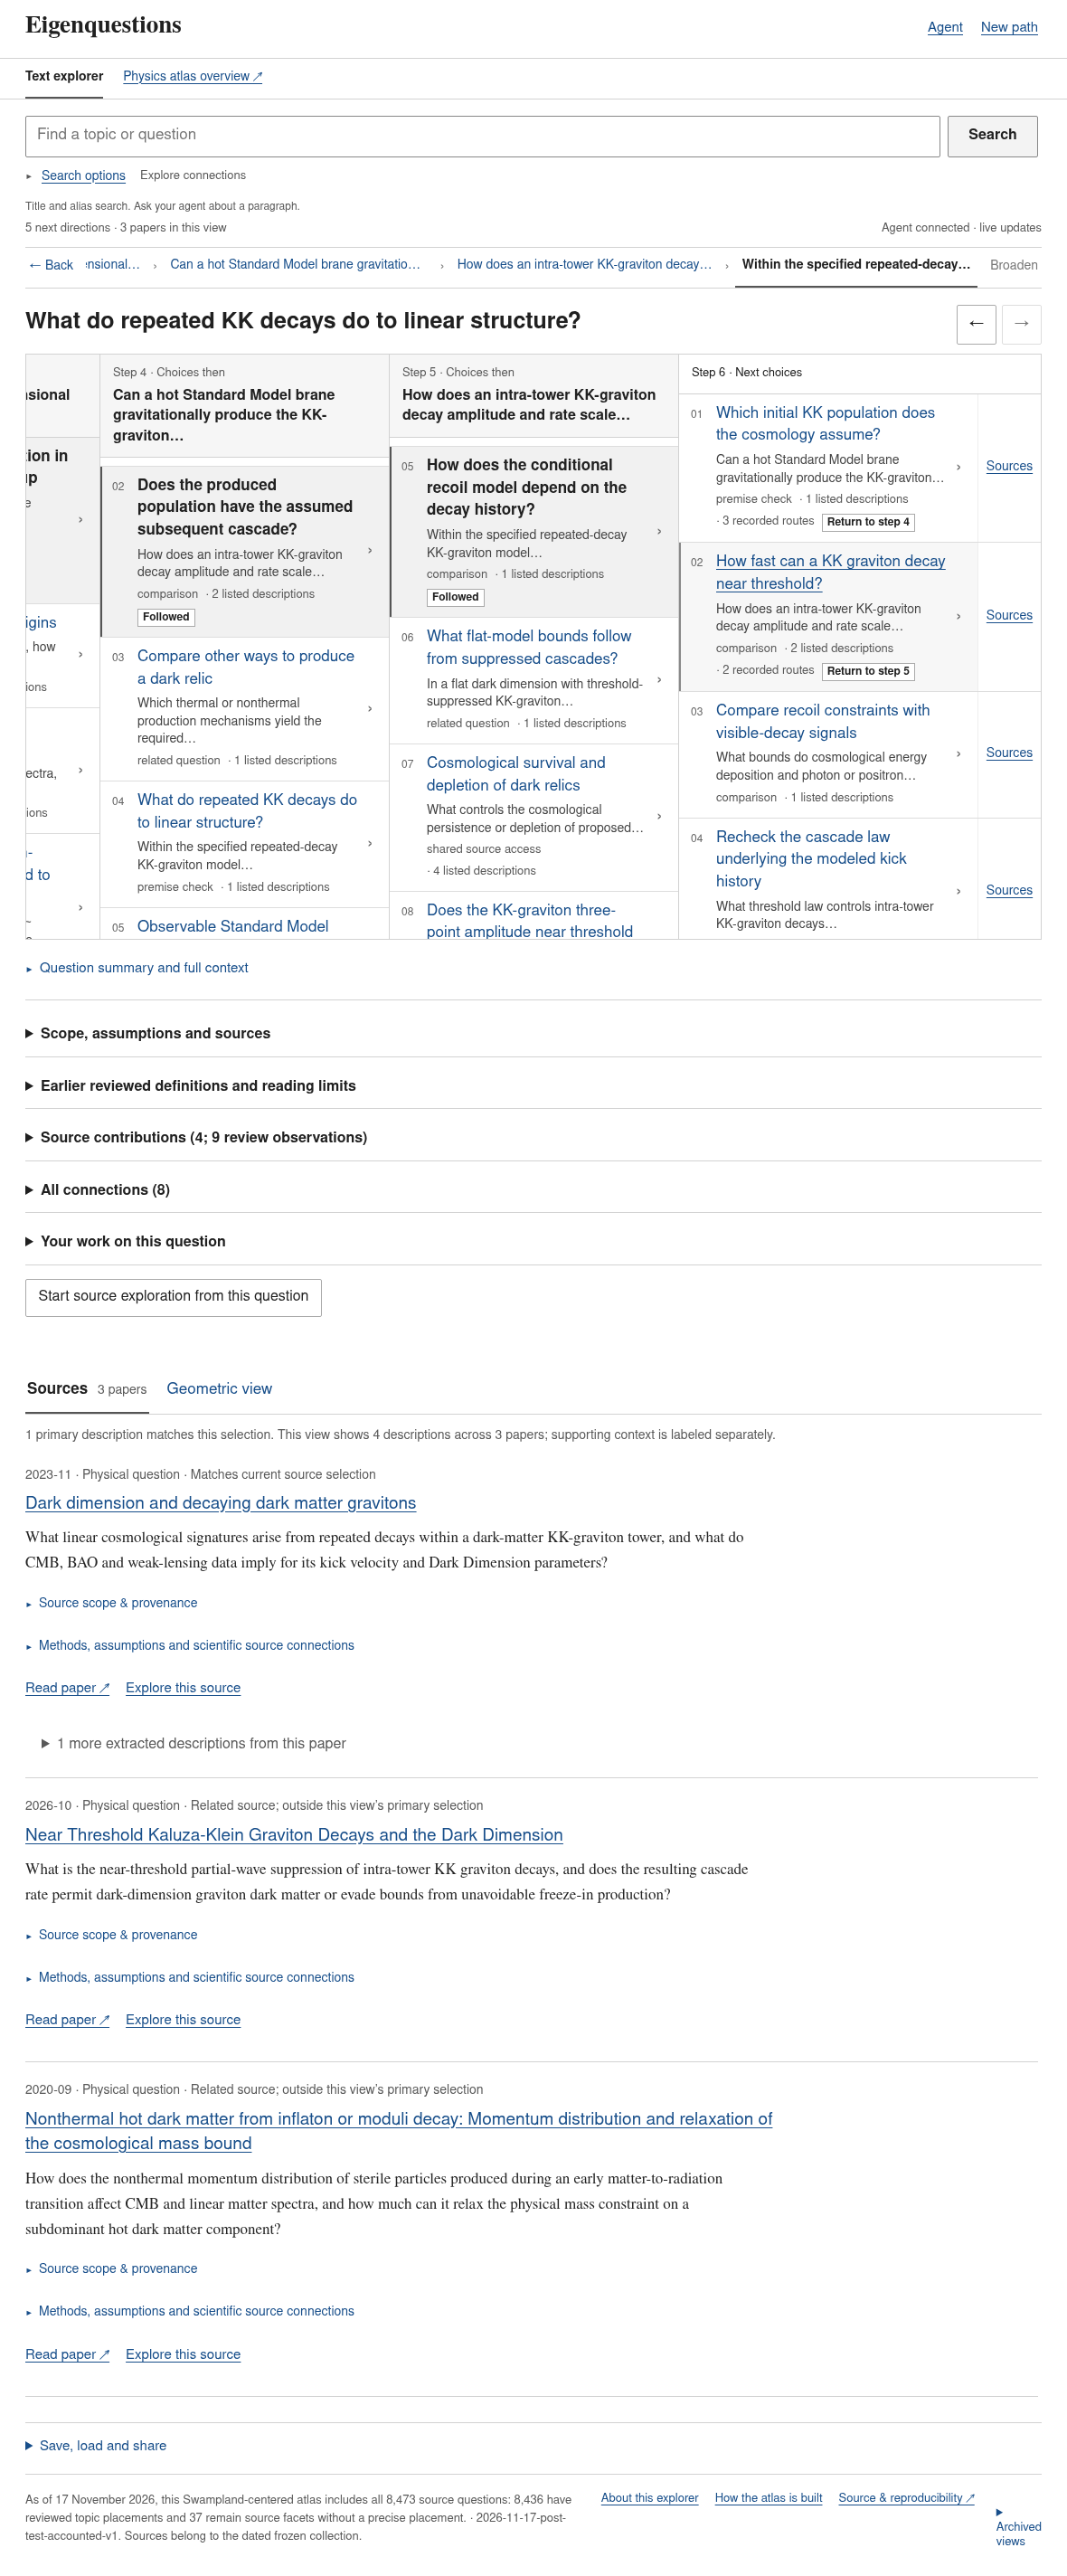 Eigenquestions
Agent New path
Text explorer Physics atlas overview ↗
Find a topic or question
Search
▸ Search options Explore connections
Title and alias search. Ask your agent about a paragraph.
5 next directions · 3 papers in this view
Agent connected · live updates
← Back ensional… › Can a hot Standard Model brane gravitatio… › How does an intra-tower KK-graviton decay… › Within the specified repeated-decay… Broaden
What do repeated KK decays do to linear structure?
← →
nsional
tion in
up
e
›
igins
, how
ions
›
ectra,
ions
›
d to
›
Step 4 · Choices then
Can a hot Standard Model brane
gravitationally produce the KK-
graviton…
02 Does the produced
population have the assumed
subsequent cascade?
How does an intra-tower KK-graviton
decay amplitude and rate scale…
comparison · 2 listed descriptions
Followed
›
03 Compare other ways to produce
a dark relic
Which thermal or nonthermal
production mechanisms yield the
required…
related question · 1 listed descriptions
›
04 What do repeated KK decays do
to linear structure?
Within the specified repeated-decay
KK-graviton model…
premise check · 1 listed descriptions
›
05 Observable Standard Model
Step 5 · Choices then
How does an intra-tower KK-graviton
decay amplitude and rate scale…
05 How does the conditional
recoil model depend on the
decay history?
Within the specified repeated-decay
KK-graviton model…
comparison · 1 listed descriptions
Followed
›
06 What flat-model bounds follow
from suppressed cascades?
In a flat dark dimension with threshold-
suppressed KK-graviton…
related question · 1 listed descriptions
›
07 Cosmological survival and
depletion of dark relics
What controls the cosmological
persistence or depletion of proposed…
shared source access
· 4 listed descriptions
›
08 Does the KK-graviton three-
point amplitude near threshold
Step 6 · Next choices
01 Which initial KK population does
the cosmology assume?
Can a hot Standard Model brane
gravitationally produce the KK-graviton…
premise check · 1 listed descriptions
· 3 recorded routes Return to step 4
› Sources
02 How fast can a KK graviton decay
near threshold?
How does an intra-tower KK-graviton
decay amplitude and rate scale…
comparison · 2 listed descriptions
· 2 recorded routes Return to step 5
› Sources
03 Compare recoil constraints with
visible-decay signals
What bounds do cosmological energy
deposition and photon or positron…
comparison · 1 listed descriptions
› Sources
04 Recheck the cascade law
underlying the modeled kick
history
What threshold law controls intra-tower
KK-graviton decays…
› Sources
▸ Question summary and full context
▶ Scope, assumptions and sources
▶ Earlier reviewed definitions and reading limits
▶ Source contributions (4; 9 review observations)
▶ All connections (8)
▶ Your work on this question
Start source exploration from this question
Sources 3 papers Geometric view
1 primary description matches this selection. This view shows 4 descriptions across 3 papers; supporting context is labeled separately.
2023-11 · Physical question · Matches current source selection
Dark dimension and decaying dark matter gravitons
What linear cosmological signatures arise from repeated decays within a dark-matter KK-graviton tower, and what do
CMB, BAO and weak-lensing data imply for its kick velocity and Dark Dimension parameters?
▸ Source scope & provenance
▸ Methods, assumptions and scientific source connections
Read paper ↗ Explore this source
▶ 1 more extracted descriptions from this paper
2026-10 · Physical question · Related source; outside this view's primary selection
Near Threshold Kaluza-Klein Graviton Decays and the Dark Dimension
What is the near-threshold partial-wave suppression of intra-tower KK graviton decays, and does the resulting cascade
rate permit dark-dimension graviton dark matter or evade bounds from unavoidable freeze-in production?
▸ Source scope & provenance
▸ Methods, assumptions and scientific source connections
Read paper ↗ Explore this source
2020-09 · Physical question · Related source; outside this view's primary selection
Nonthermal hot dark matter from inflaton or moduli decay: Momentum distribution and relaxation of
the cosmological mass bound
How does the nonthermal momentum distribution of sterile particles produced during an early matter-to-radiation
transition affect CMB and linear matter spectra, and how much can it relax the physical mass constraint on a
subdominant hot dark matter component?
▸ Source scope & provenance
▸ Methods, assumptions and scientific source connections
Read paper ↗ Explore this source
▶ Save, load and share
As of 17 November 2026, this Swampland-centered atlas includes all 8,473 source questions: 8,436 have
reviewed topic placements and 37 remain source facets without a precise placement. · 2026-11-17-post-
test-accounted-v1. Sources belong to the dated frozen collection.
About this explorer How the atlas is built Source & reproducibility ↗
▶ Archived
views